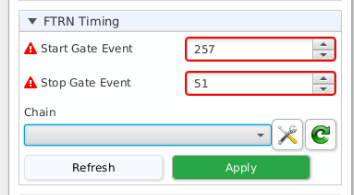 FTRN Timing
Start Gate Event 257
Stop Gate Event 51
Chain
Refresh Apply